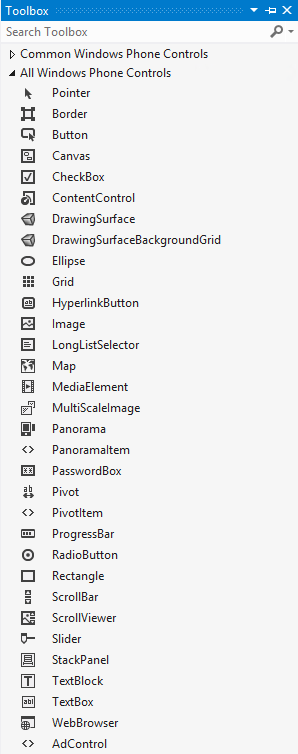 Toolbox
Search Toolbox
Common Windows Phone Controls
All Windows Phone Controls
Pointer
Border
Button
Canvas
CheckBox
ContentControl
DrawingSurface
DrawingSurfaceBackgroundGrid
Ellipse
Grid
HyperlinkButton
Image
LongListSelector
Map
MediaElement
MultiScaleImage
Panorama
PanoramaItem
PasswordBox
Pivot
PivotItem
ProgressBar
RadioButton
Rectangle
ScrollBar
ScrollViewer
Slider
StackPanel
TextBlock
TextBox
WebBrowser
AdControl